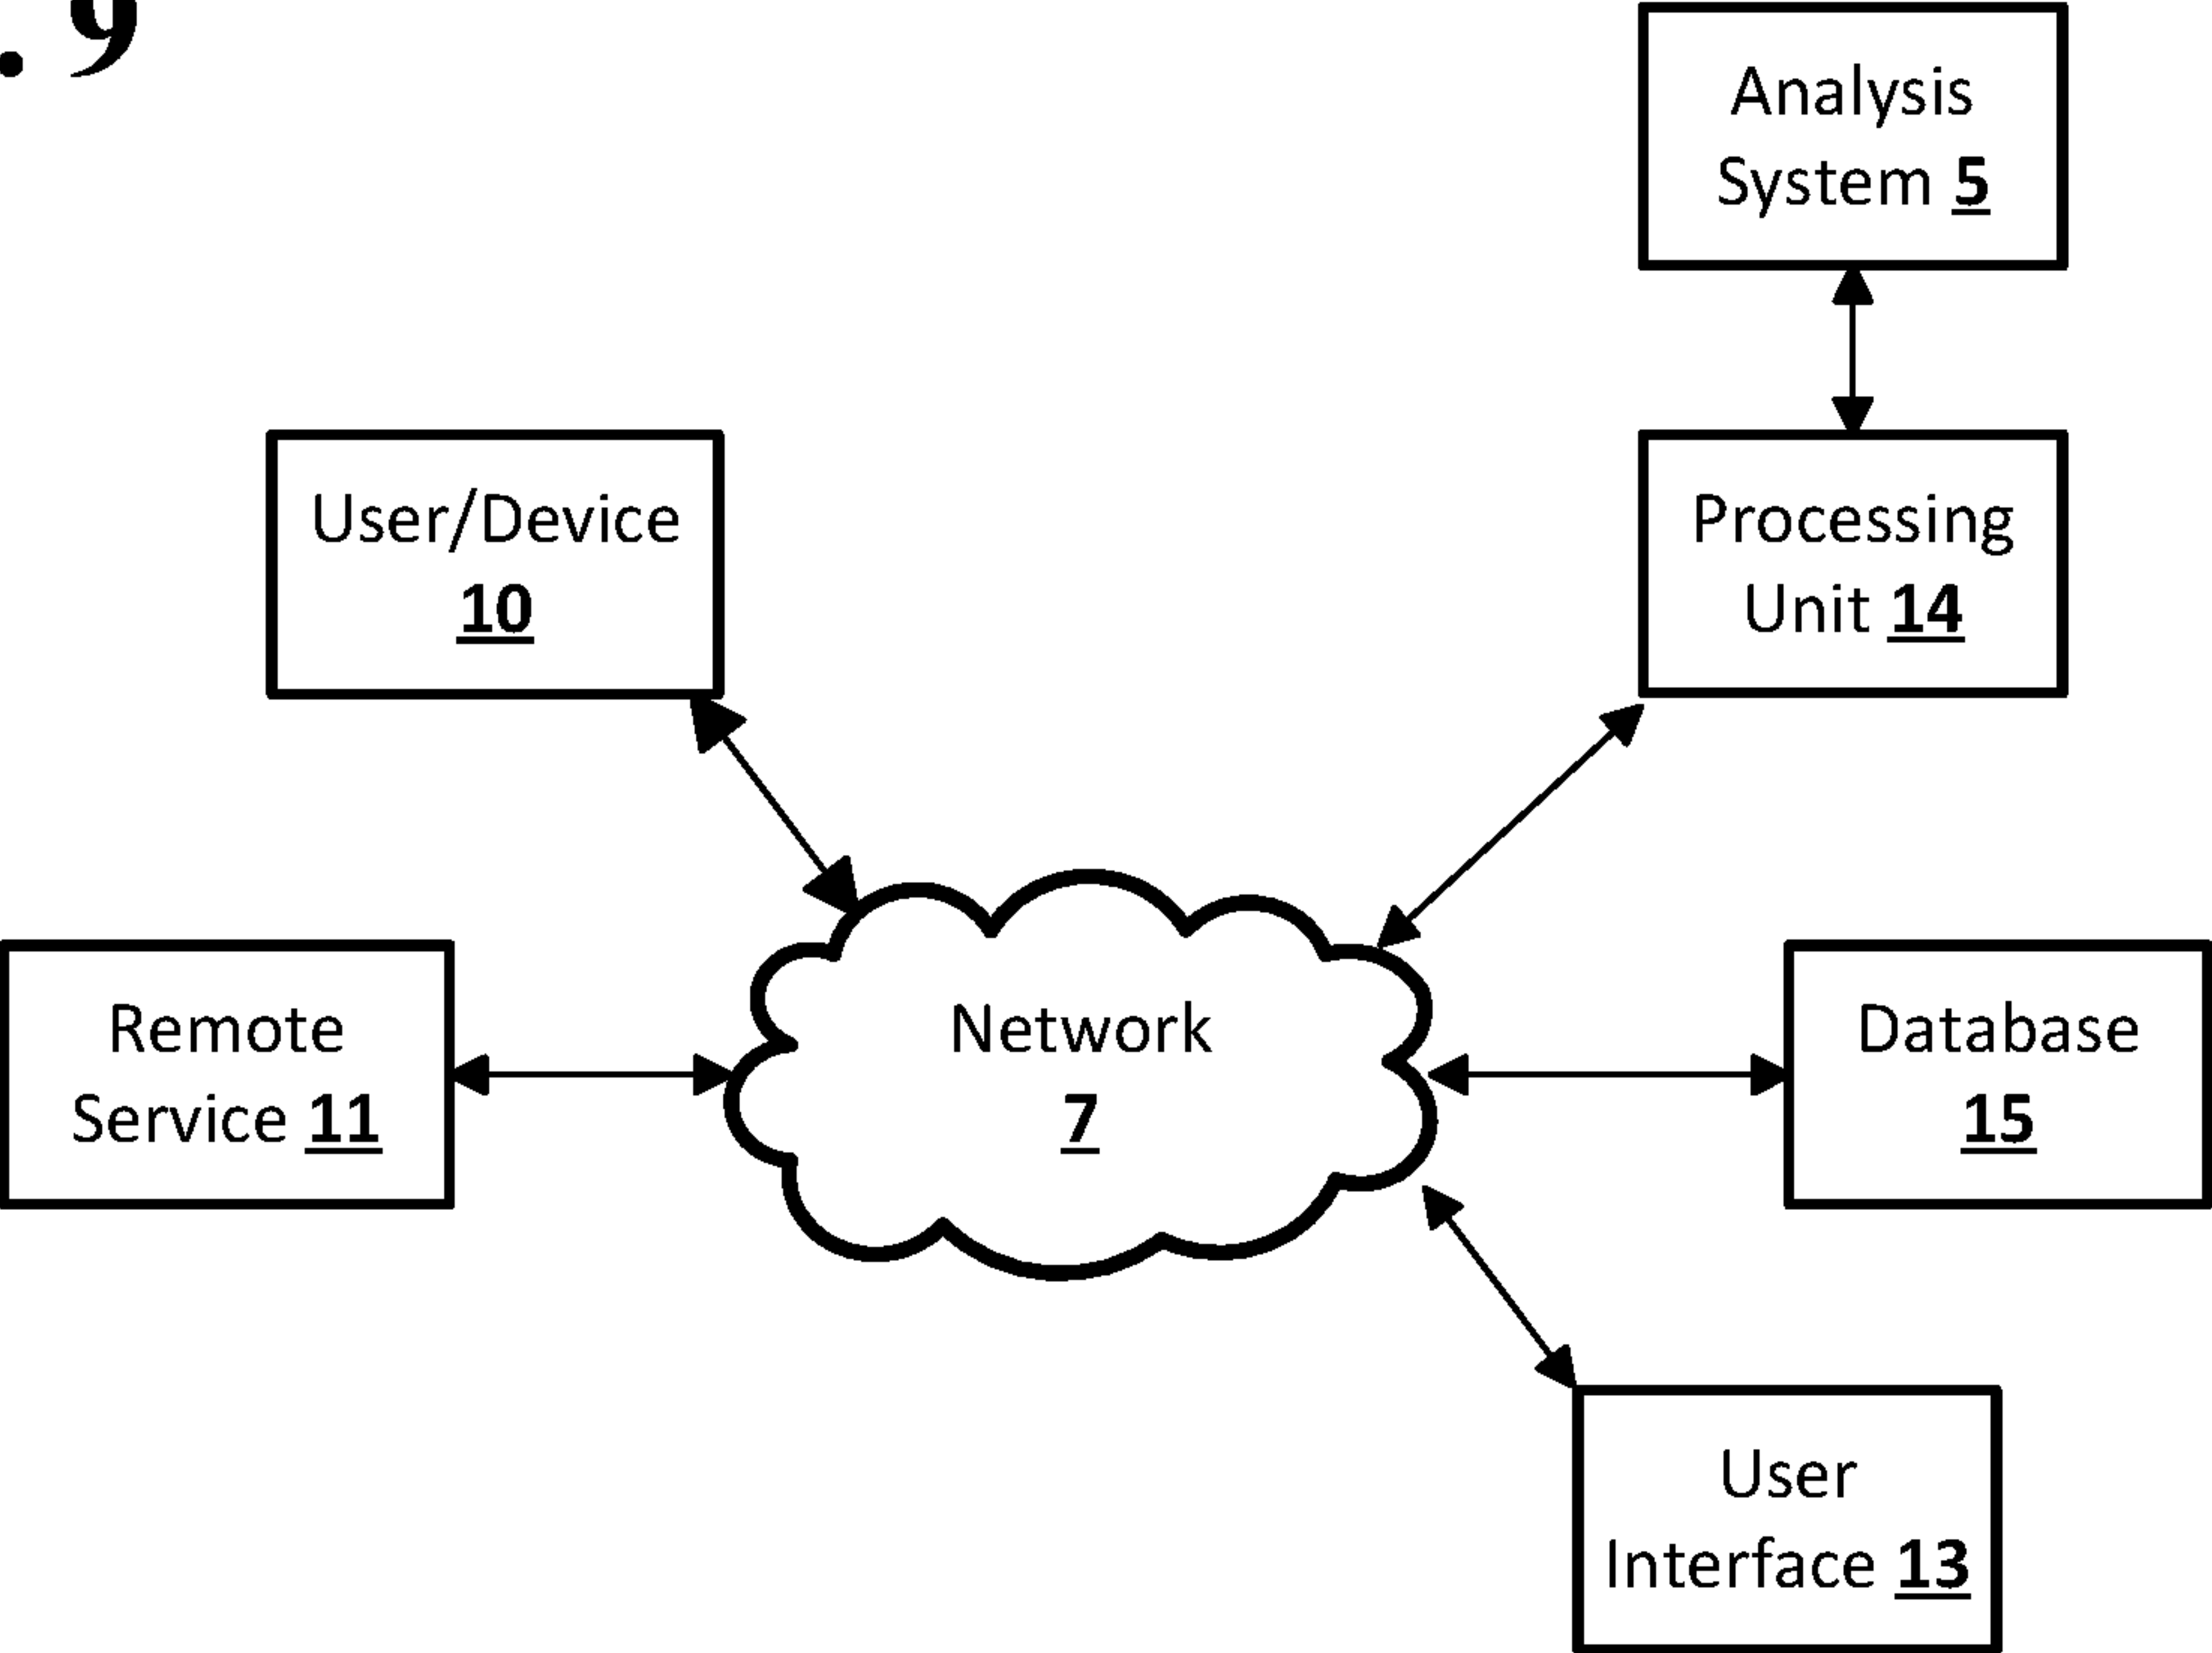 . 9
Analysis
System 5
User/Device
10
Processing
Unit 14
Remote
Service 11
Network
7
Database
15
User
Interface 13